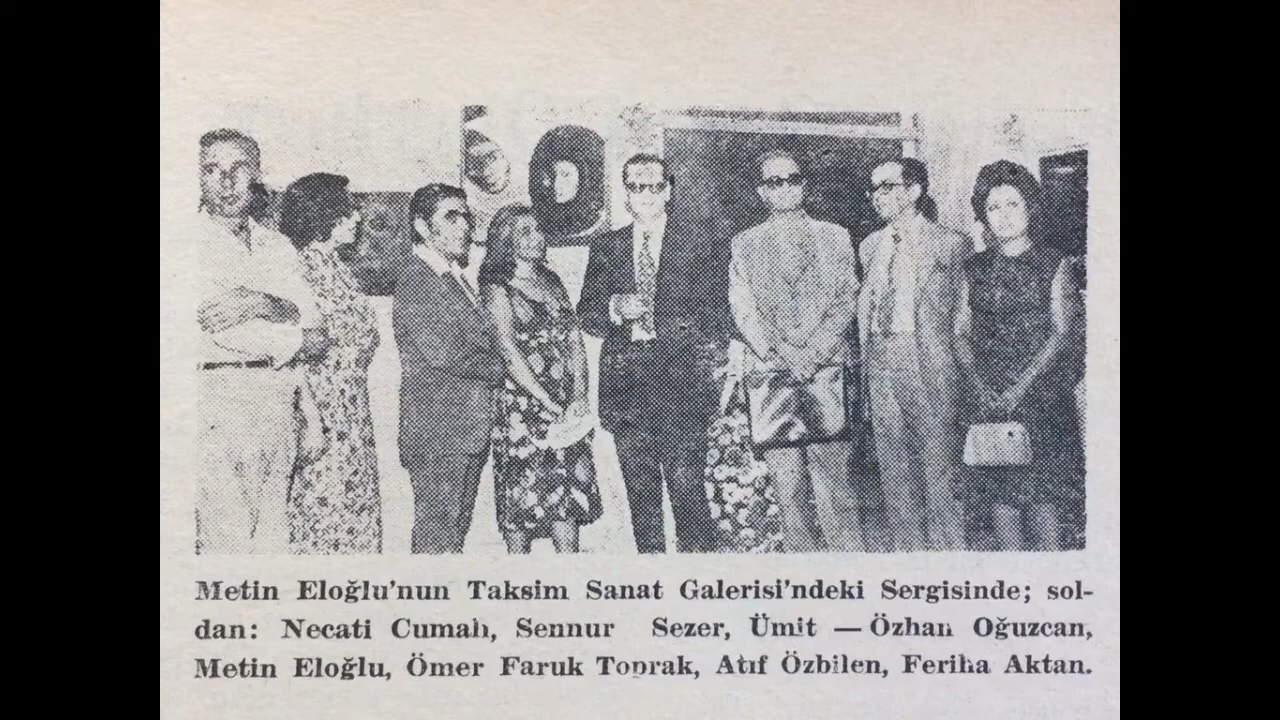 Metin Eloğlu'nun Taksim Sanat Galerisi'ndeki Sergisinde; sol-
dan: Necati Cumalı, Sennur Sezer, Ümit — Özhan Oğuzcan,
Metin Eloğlu, Ömer Faruk Toprak, Atıf Özbilen, Feriha Aktan.